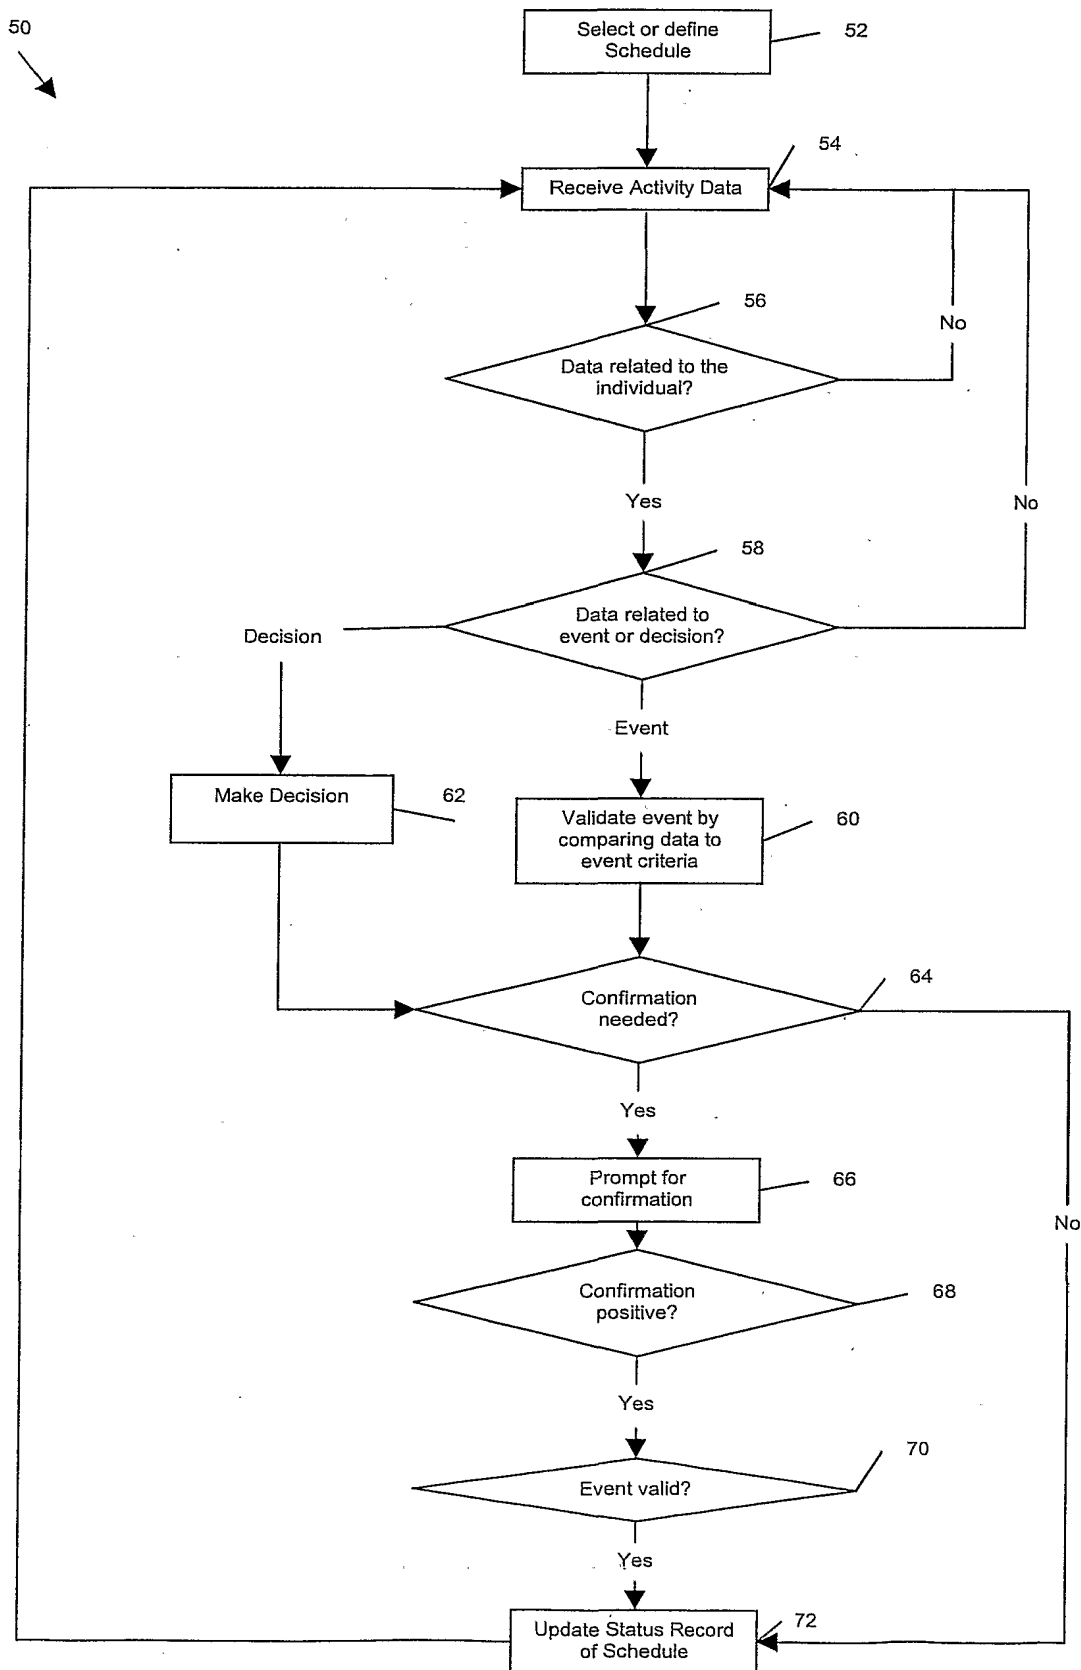 50
Select or define
Schedule
52
54
Receive Activity Data
56
No
Data related to the
individual?
Yes
No
58
Data related to
event or decision?
Decision
Event
Make Decision
62
Validate event by
comparing data to
event criteria
60
64
Confirmation
needed?
Yes
Prompt for
confirmation
66
No
Confirmation
positive?
68
Yes
70
Event valid?
Yes
Update Status Record
of Schedule
72